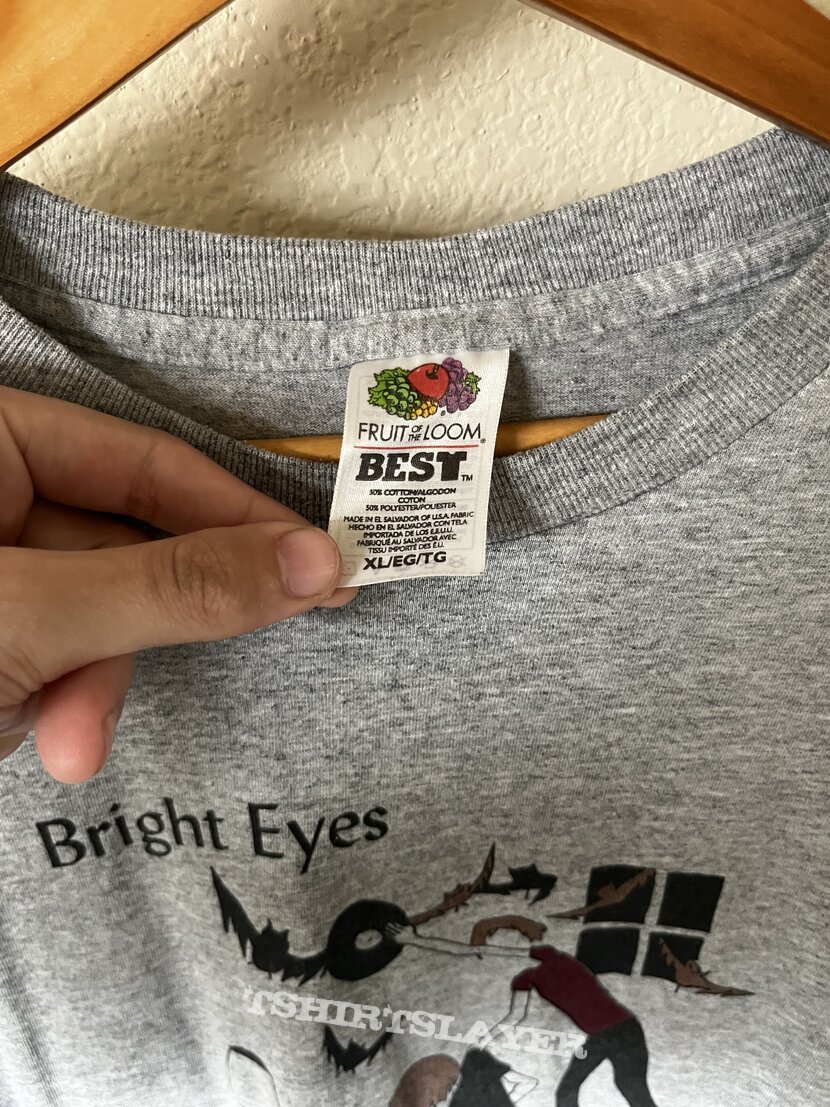 FRUIT OF THE LOOM®
BEST™
50% COTTON/ALGODON
COTON
50% POLYESTER/POLIESTER
MADE IN EL SALVADOR OF U.S.A. FABRIC
HECHO EN EL SALVADOR CON TELA
IMPORTADA DE LOS E.E.U.U.
FABRIQUÉ AU SALVADOR AVEC
TISSU IMPORTÉ DES É.U.
XL/EG/TG
Bright Eyes
TSHIRTSLAYER